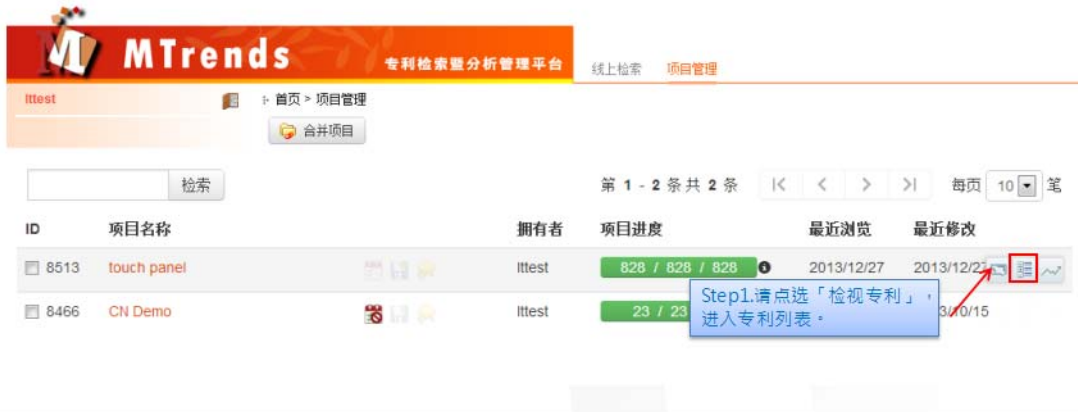 MTrends 专利检索暨分析管理平台 线上检索 项目管理
lttest 首页 > 项目管理
合并项目
检索 第 1 - 2 条共 2 条 每页 10 笔
ID 项目名称 拥有者 项目进度 最近浏览 最近修改
8513 touch panel lttest 828 / 828 / 828 2013/12/27 2013/12/27
8466 CN Demo lttest 23 / 23 3/10/15
Step1.请点选「检视专利」，
进入专利列表。